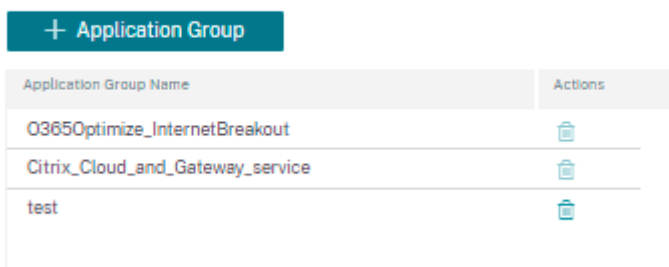 + Application Group
Application Group Name Actions
O365Optimize_InternetBreakout
Citrix_Cloud_and_Gateway_service
test